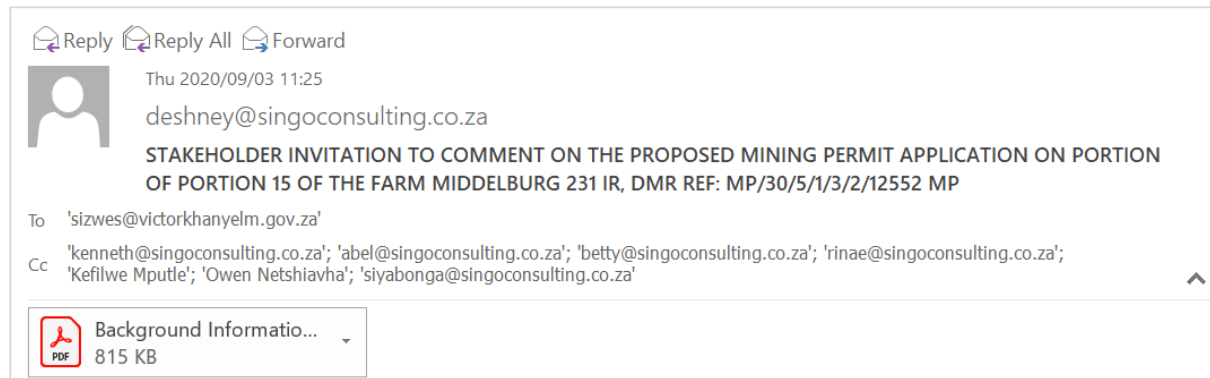 Reply Reply All Forward
Thu 2020/09/03 11:25
deshney@singoconsulting.co.za
STAKEHOLDER INVITATION TO COMMENT ON THE PROPOSED MINING PERMIT APPLICATION ON PORTION
OF PORTION 15 OF THE FARM MIDDELBURG 231 IR, DMR REF: MP/30/5/1/3/2/12552 MP
To 'sizwes@victorkhanyelm.gov.za'
Cc 'kenneth@singoconsulting.co.za'; 'abel@singoconsulting.co.za'; 'betty@singoconsulting.co.za'; 'rinae@singoconsulting.co.za';
'Kefilwe Mputle'; 'Owen Netshiavha'; 'siyabonga@singoconsulting.co.za'
Background Informatio...
PDF
815 KB